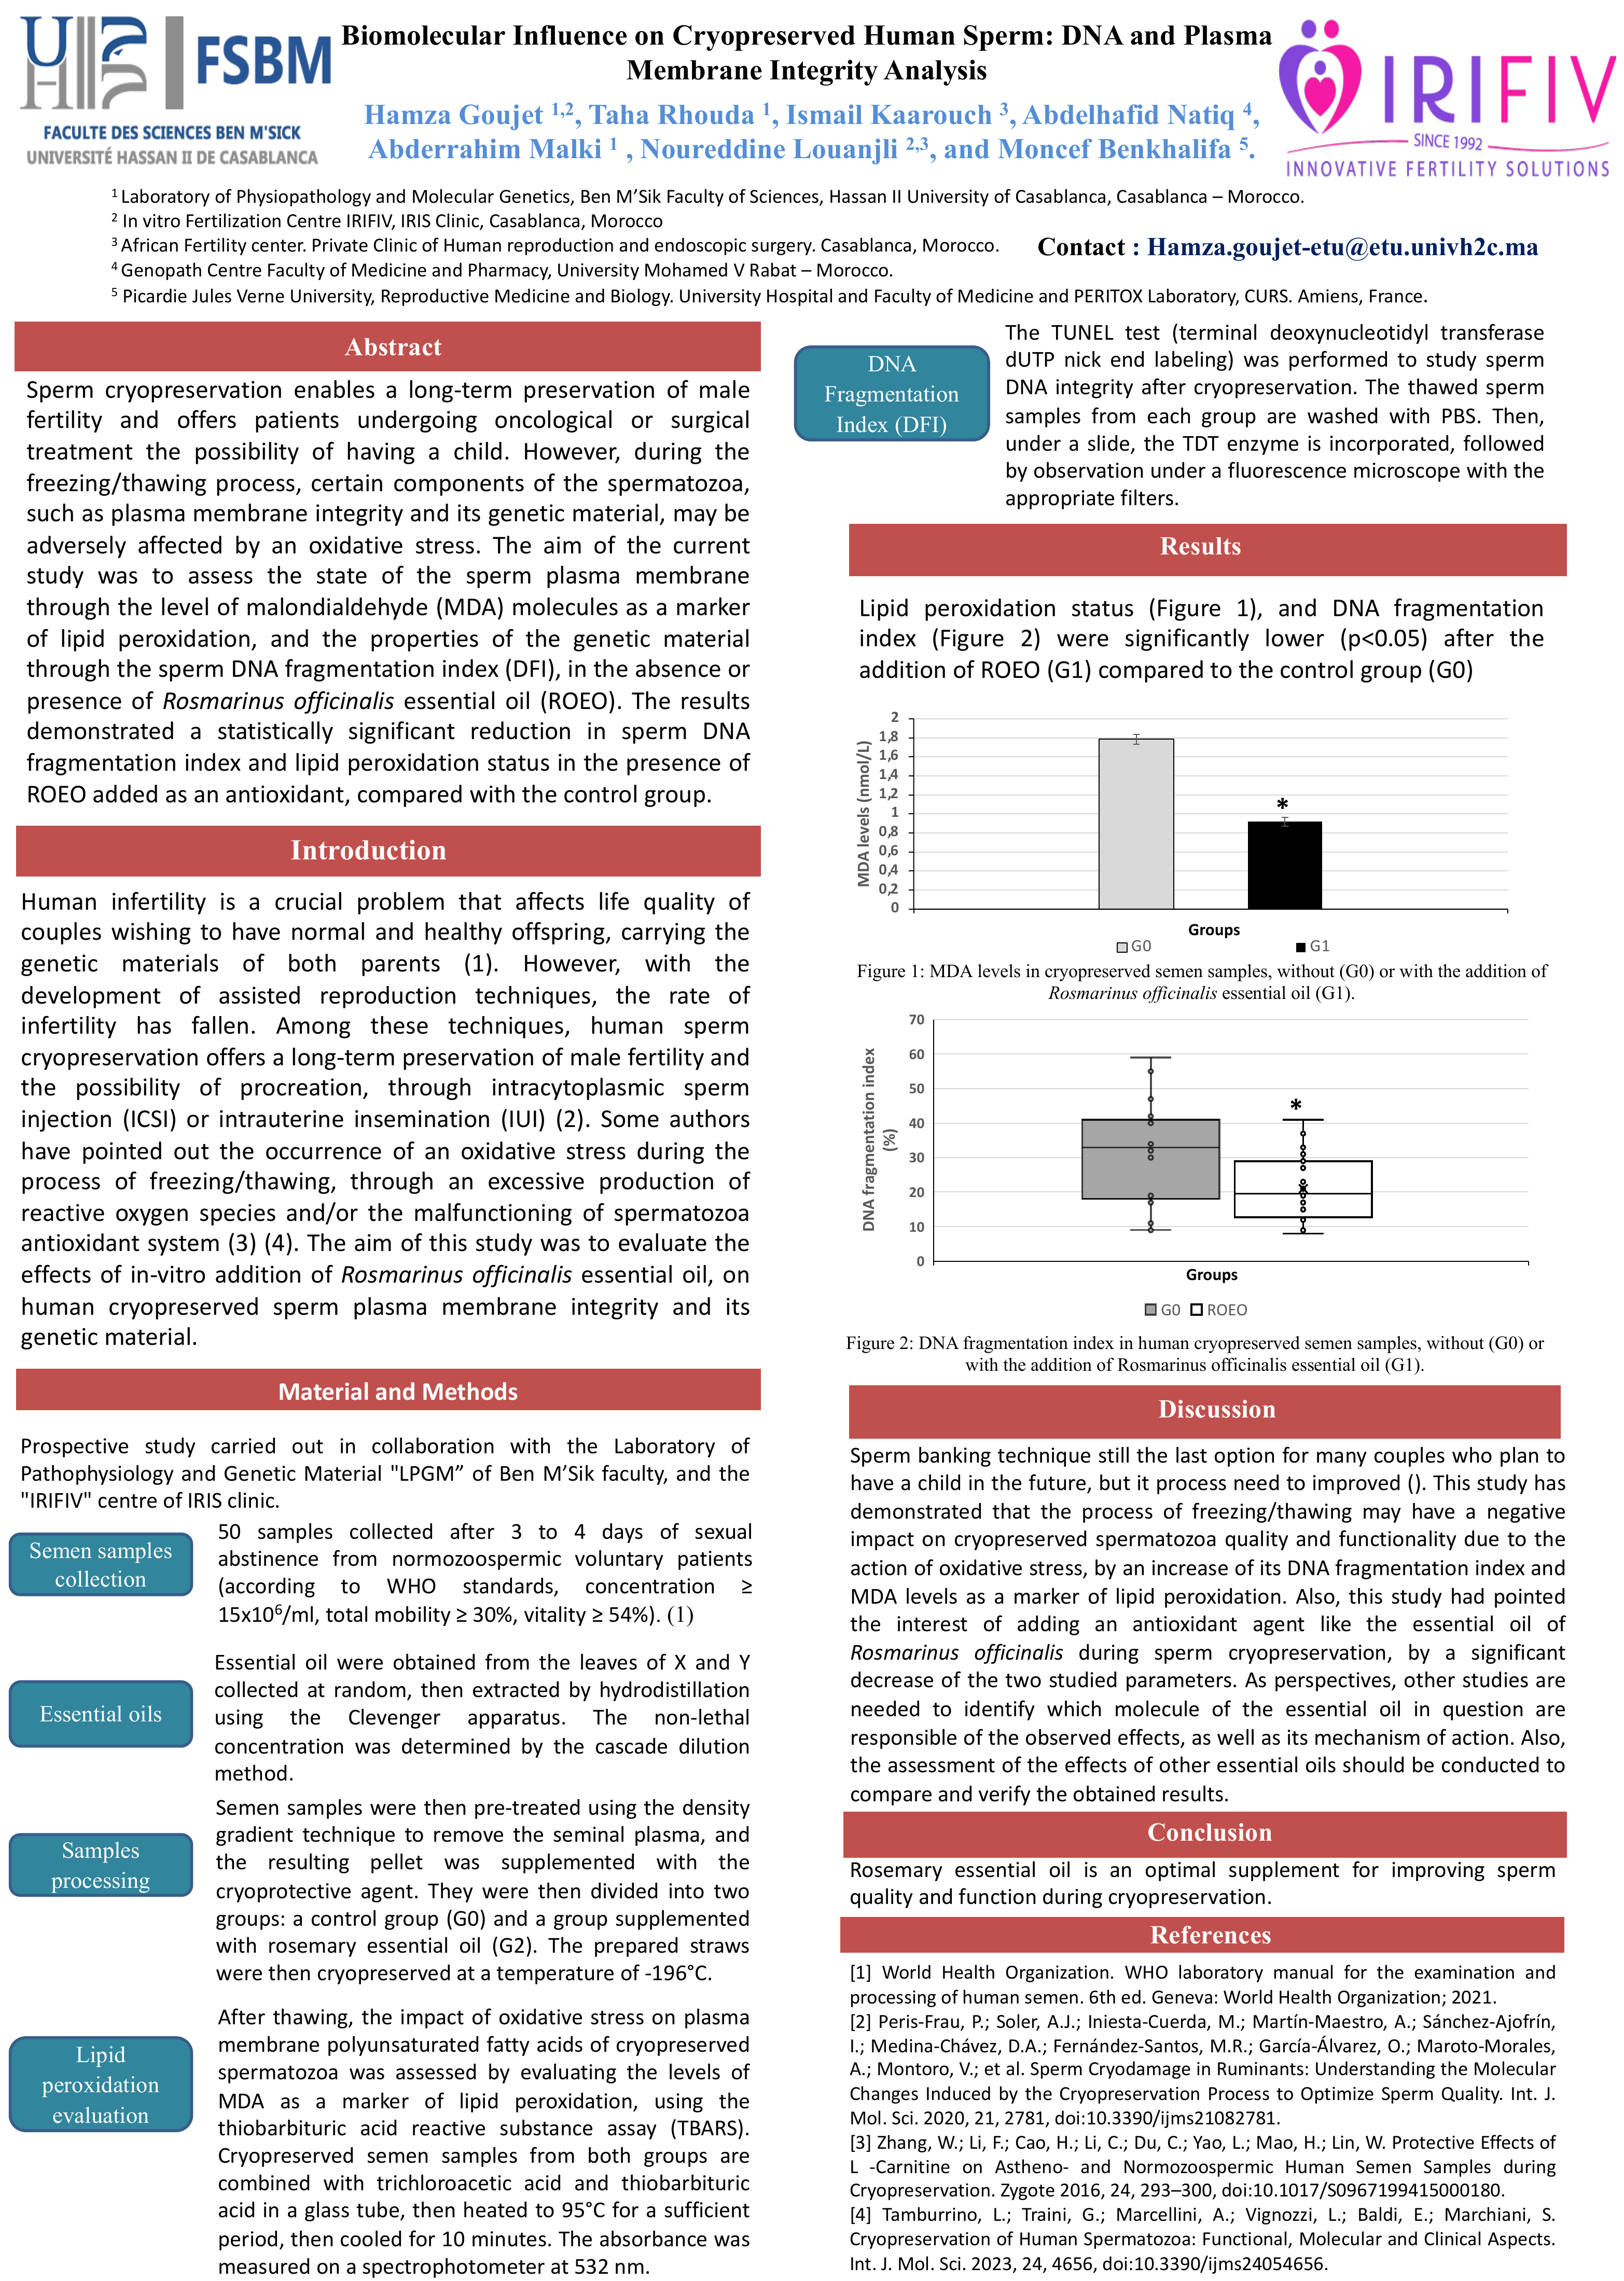 FSBM
FACULTE DES SCIENCES BEN M'SICK
UNIVERSITÉ HASSAN II DE CASABLANCA
Biomolecular Influence on Cryopreserved Human Sperm: DNA and Plasma
Membrane Integrity Analysis
Hamza Goujet 1,2, Taha Rhouda 1, Ismail Kaarouch 3, Abdelhafid Natiq 4,
Abderrahim Malki 1 , Noureddine Louanjli 2,3, and Moncef Benkhalifa 5.
IRIFIV
SINCE 1992
INNOVATIVE FERTILITY SOLUTIONS
1 Laboratory of Physiopathology and Molecular Genetics, Ben M’Sik Faculty of Sciences, Hassan II University of Casablanca, Casablanca – Morocco.
2 In vitro Fertilization Centre IRIFIV, IRIS Clinic, Casablanca, Morocco
3 African Fertility center. Private Clinic of Human reproduction and endoscopic surgery. Casablanca, Morocco.
Contact : Hamza.goujet-etu@etu.univh2c.ma
4 Genopath Centre Faculty of Medicine and Pharmacy, University Mohamed V Rabat – Morocco.
5 Picardie Jules Verne University, Reproductive Medicine and Biology. University Hospital and Faculty of Medicine and PERITOX Laboratory, CURS. Amiens, France.
Abstract
Sperm cryopreservation enables a long-term preservation of male
fertility and offers patients undergoing oncological or surgical
treatment the possibility of having a child. However, during the
freezing/thawing process, certain components of the spermatozoa,
such as plasma membrane integrity and its genetic material, may be
adversely affected by an oxidative stress. The aim of the current
study was to assess the state of the sperm plasma membrane
through the level of malondialdehyde (MDA) molecules as a marker
of lipid peroxidation, and the properties of the genetic material
through the sperm DNA fragmentation index (DFI), in the absence or
presence of Rosmarinus officinalis essential oil (ROEO). The results
demonstrated a statistically significant reduction in sperm DNA
fragmentation index and lipid peroxidation status in the presence of
ROEO added as an antioxidant, compared with the control group.
Introduction
Human infertility is a crucial problem that affects life quality of
couples wishing to have normal and healthy offspring, carrying the
genetic materials of both parents (1). However, with the
development of assisted reproduction techniques, the rate of
infertility has fallen. Among these techniques, human sperm
cryopreservation offers a long-term preservation of male fertility and
the possibility of procreation, through intracytoplasmic sperm
injection (ICSI) or intrauterine insemination (IUI) (2). Some authors
have pointed out the occurrence of an oxidative stress during the
process of freezing/thawing, through an excessive production of
reactive oxygen species and/or the malfunctioning of spermatozoa
antioxidant system (3) (4). The aim of this study was to evaluate the
effects of in-vitro addition of Rosmarinus officinalis essential oil, on
human cryopreserved sperm plasma membrane integrity and its
genetic material.
Material and Methods
Prospective study carried out in collaboration with the Laboratory of
Pathophysiology and Genetic Material "LPGM” of Ben M’Sik faculty, and the
"IRIFIV" centre of IRIS clinic.
Semen samples
collection
50 samples collected after 3 to 4 days of sexual
abstinence from normozoospermic voluntary patients
(according to WHO standards, concentration ≥
15x10⁶/ml, total mobility ≥ 30%, vitality ≥ 54%). (1)
Essential oils
Essential oil were obtained from the leaves of X and Y
collected at random, then extracted by hydrodistillation
using the Clevenger apparatus. The non-lethal
concentration was determined by the cascade dilution
method.
Samples
processing
Semen samples were then pre-treated using the density
gradient technique to remove the seminal plasma, and
the resulting pellet was supplemented with the
cryoprotective agent. They were then divided into two
groups: a control group (G0) and a group supplemented
with rosemary essential oil (G2). The prepared straws
were then cryopreserved at a temperature of -196°C.
Lipid
peroxidation
evaluation
After thawing, the impact of oxidative stress on plasma
membrane polyunsaturated fatty acids of cryopreserved
spermatozoa was assessed by evaluating the levels of
MDA as a marker of lipid peroxidation, using the
thiobarbituric acid reactive substance assay (TBARS).
Cryopreserved semen samples from both groups are
combined with trichloroacetic acid and thiobarbituric
acid in a glass tube, then heated to 95°C for a sufficient
period, then cooled for 10 minutes. The absorbance was
measured on a spectrophotometer at 532 nm.
DNA
Fragmentation
Index (DFI)
The TUNEL test (terminal deoxynucleotidyl transferase
dUTP nick end labeling) was performed to study sperm
DNA integrity after cryopreservation. The thawed sperm
samples from each group are washed with PBS. Then,
under a slide, the TDT enzyme is incorporated, followed
by observation under a fluorescence microscope with the
appropriate filters.
Results
Lipid peroxidation status (Figure 1), and DNA fragmentation
index (Figure 2) were significantly lower (p<0.05) after the
addition of ROEO (G1) compared to the control group (G0)
MDA levels (nmol/L)
2
1,8
1,6
1,4
1,2
1
0,8
0,6
0,4
0,2
0
*
Groups
G0 G1
Figure 1: MDA levels in cryopreserved semen samples, without (G0) or with the addition of
Rosmarinus officinalis essential oil (G1).
DNA fragmentation index
(%)
70
60
50
40
30
20
10
0
*
Groups
G0 ROEO
Figure 2: DNA fragmentation index in human cryopreserved semen samples, without (G0) or
with the addition of Rosmarinus officinalis essential oil (G1).
Discussion
Sperm banking technique still the last option for many couples who plan to
have a child in the future, but it process need to improved (). This study has
demonstrated that the process of freezing/thawing may have a negative
impact on cryopreserved spermatozoa quality and functionality due to the
action of oxidative stress, by an increase of its DNA fragmentation index and
MDA levels as a marker of lipid peroxidation. Also, this study had pointed
the interest of adding an antioxidant agent like the essential oil of
Rosmarinus officinalis during sperm cryopreservation, by a significant
decrease of the two studied parameters. As perspectives, other studies are
needed to identify which molecule of the essential oil in question are
responsible of the observed effects, as well as its mechanism of action. Also,
the assessment of the effects of other essential oils should be conducted to
compare and verify the obtained results.
Conclusion
Rosemary essential oil is an optimal supplement for improving sperm
quality and function during cryopreservation.
References
[1] World Health Organization. WHO laboratory manual for the examination and
processing of human semen. 6th ed. Geneva: World Health Organization; 2021.
[2] Peris-Frau, P.; Soler, A.J.; Iniesta-Cuerda, M.; Martín-Maestro, A.; Sánchez-Ajofrín,
I.; Medina-Chávez, D.A.; Fernández-Santos, M.R.; García-Álvarez, O.; Maroto-Morales,
A.; Montoro, V.; et al. Sperm Cryodamage in Ruminants: Understanding the Molecular
Changes Induced by the Cryopreservation Process to Optimize Sperm Quality. Int. J.
Mol. Sci. 2020, 21, 2781, doi:10.3390/ijms21082781.
[3] Zhang, W.; Li, F.; Cao, H.; Li, C.; Du, C.; Yao, L.; Mao, H.; Lin, W. Protective Effects of
L -Carnitine on Astheno- and Normozoospermic Human Semen Samples during
Cryopreservation. Zygote 2016, 24, 293–300, doi:10.1017/S0967199415000180.
[4] Tamburrino, L.; Traini, G.; Marcellini, A.; Vignozzi, L.; Baldi, E.; Marchiani, S.
Cryopreservation of Human Spermatozoa: Functional, Molecular and Clinical Aspects.
Int. J. Mol. Sci. 2023, 24, 4656, doi:10.3390/ijms24054656.